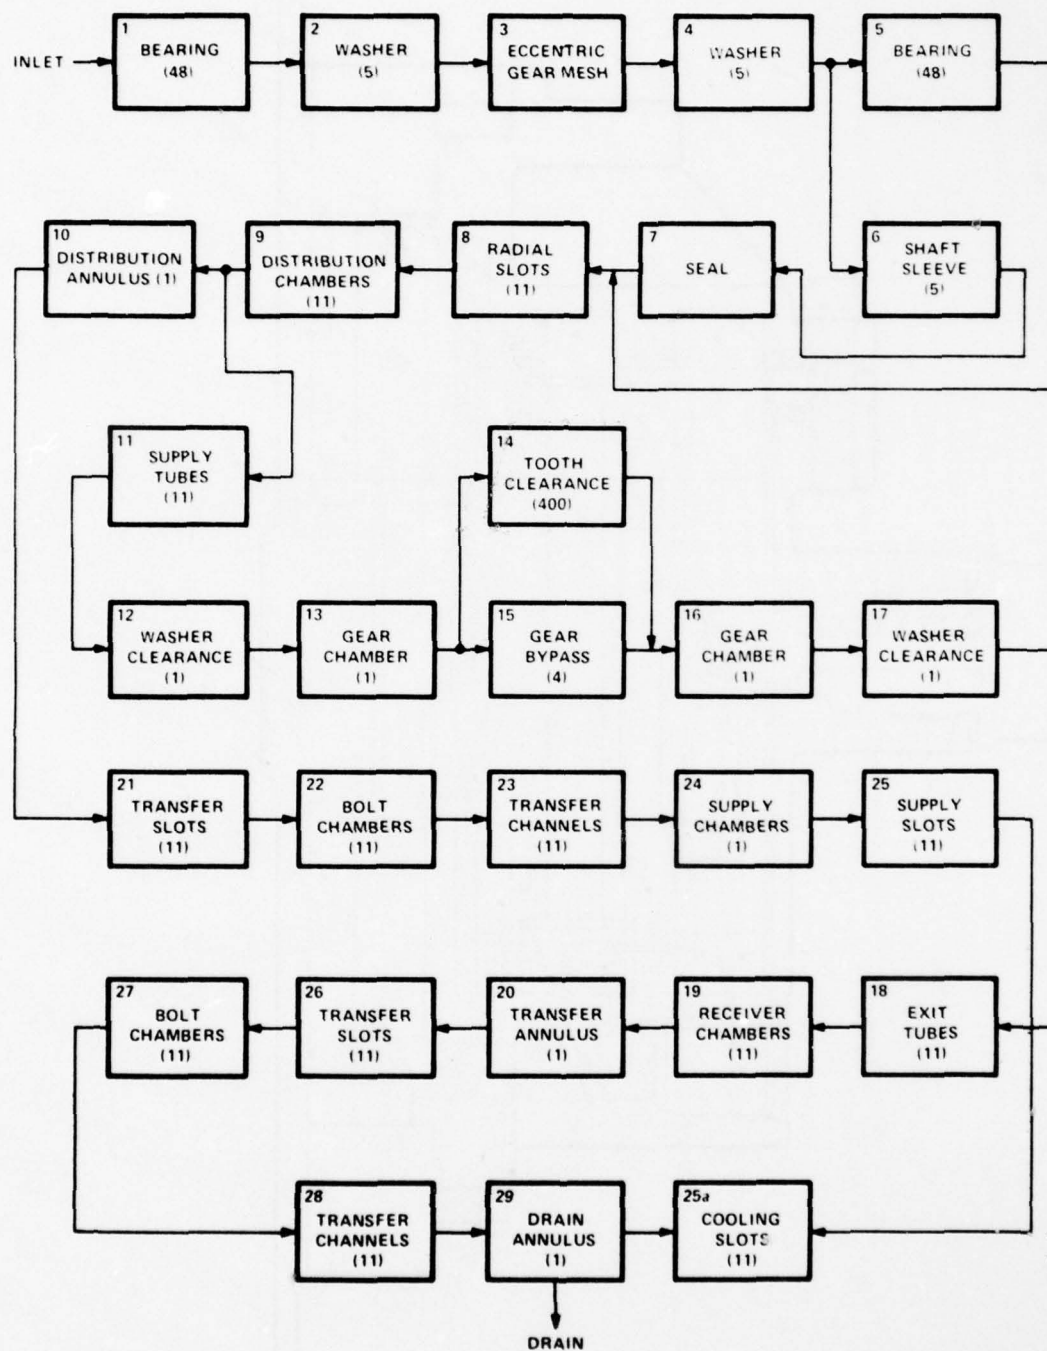 1
BEARING
(48)
2
WASHER
(5)
3
ECCENTRIC
GEAR MESH
4
WASHER
(5)
5
BEARING
(48)
INLET
10
DISTRIBUTION
ANNULUS (1)
9
DISTRIBUTION
CHAMBERS
(11)
8
RADIAL
SLOTS
(11)
7
SEAL
6
SHAFT
SLEEVE
(5)
11
SUPPLY
TUBES
(11)
14
TOOTH
CLEARANCE
(400)
12
WASHER
CLEARANCE
(1)
13
GEAR
CHAMBER
(1)
15
GEAR
BYPASS
(4)
16
GEAR
CHAMBER
(1)
17
WASHER
CLEARANCE
(1)
21
TRANSFER
SLOTS
(11)
22
BOLT
CHAMBERS
(11)
23
TRANSFER
CHANNELS
(11)
24
SUPPLY
CHAMBERS
(1)
25
SUPPLY
SLOTS
(11)
27
BOLT
CHAMBERS
(11)
26
TRANSFER
SLOTS
(11)
20
TRANSFER
ANNULUS
(1)
19
RECEIVER
CHAMBERS
(11)
18
EXIT
TUBES
(11)
28
TRANSFER
CHANNELS
(11)
29
DRAIN
ANNULUS
(1)
25a
COOLING
SLOTS
(11)
DRAIN